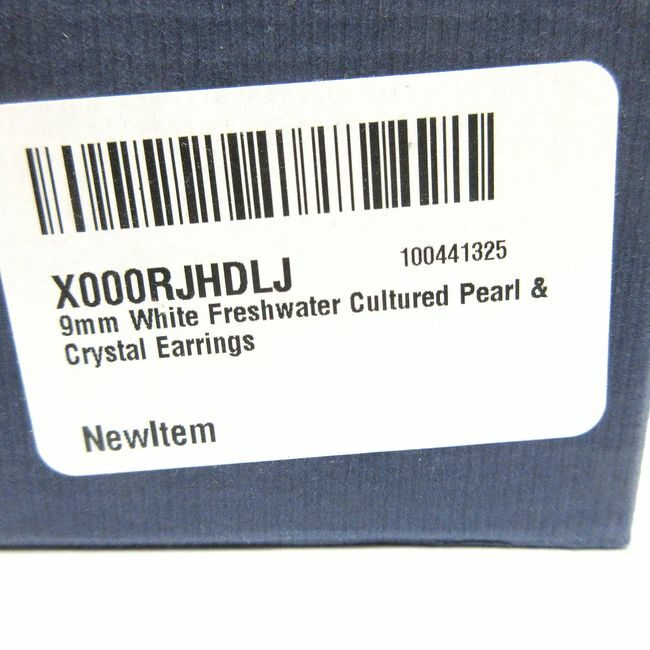 X000RJHDLJ 100441325
9mm White Freshwater Cultured Pearl &
Crystal Earrings
NewItem